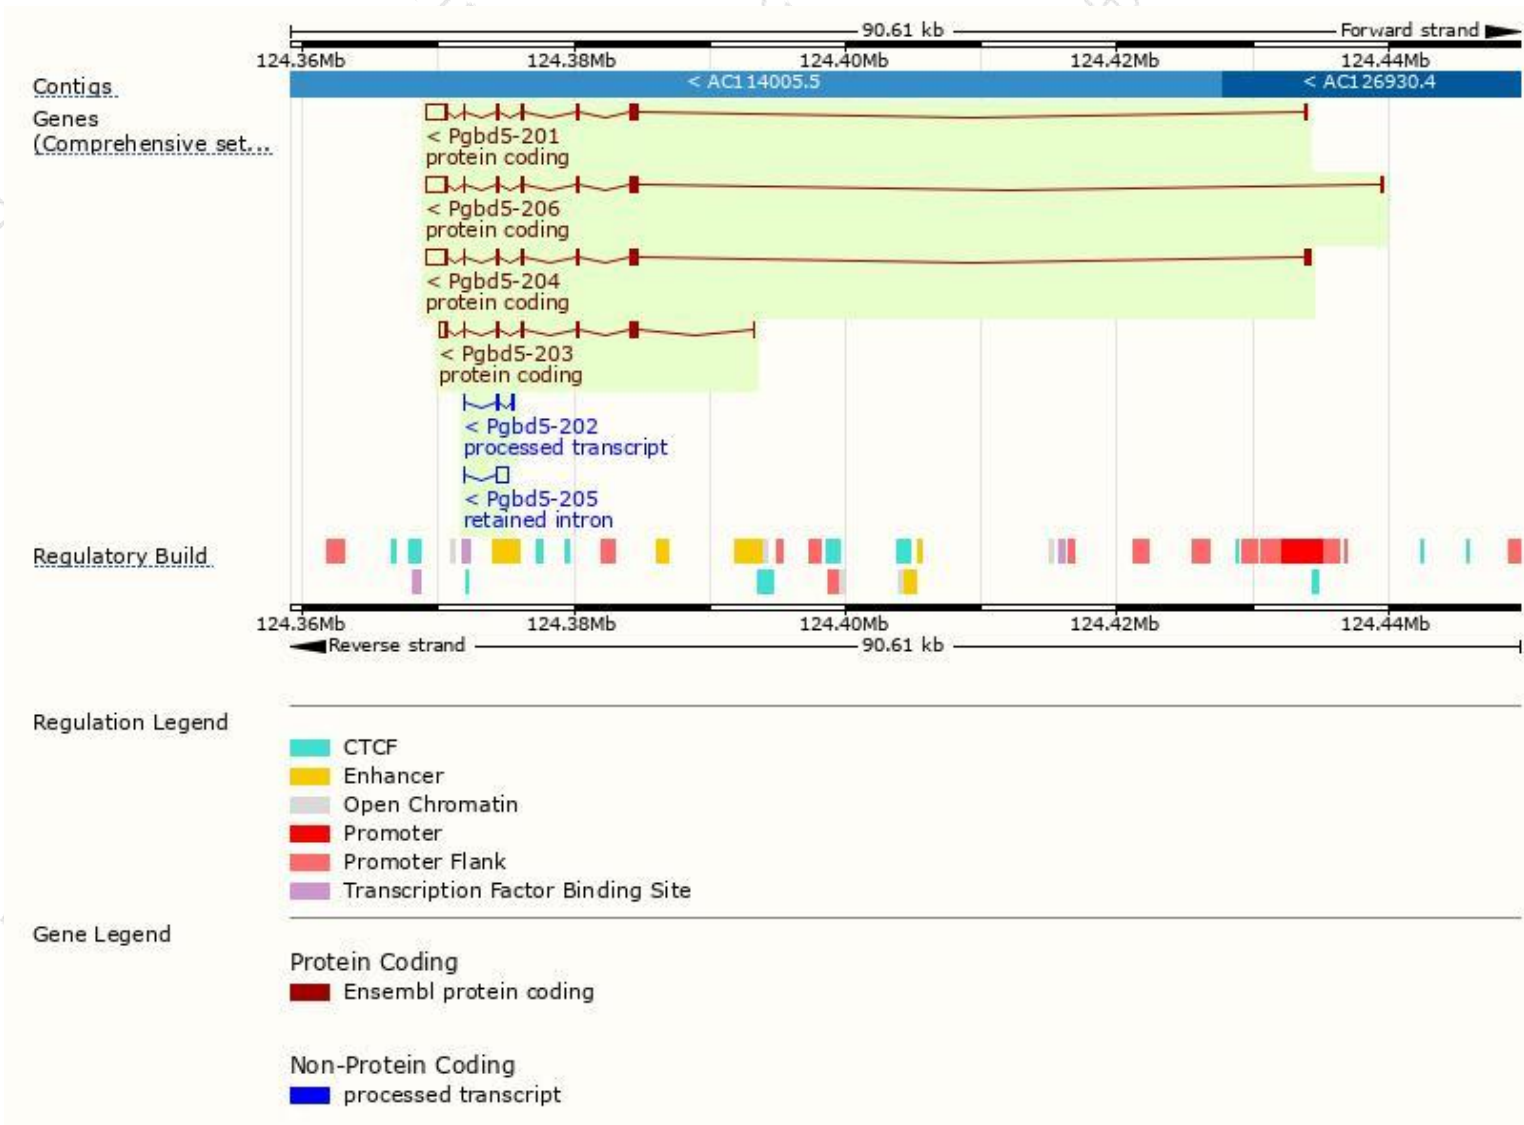 90.61 kb Forward strand
124.36Mb 124.38Mb 124.40Mb 124.42Mb 124.44Mb
Contigs < AC114005.5 < AC126930.4
Genes
(Comprehensive set...
< Pgbd5-201
protein coding
< Pgbd5-206
protein coding
< Pgbd5-204
protein coding
< Pgbd5-203
protein coding
< Pgbd5-202
processed transcript
< Pgbd5-205
retained intron
Regulatory Build
124.36Mb 124.38Mb 124.40Mb 124.42Mb 124.44Mb
Reverse strand 90.61 kb
Regulation Legend
CTCF
Enhancer
Open Chromatin
Promoter
Promoter Flank
Transcription Factor Binding Site
Gene Legend
Protein Coding
Ensembl protein coding
Non-Protein Coding
processed transcript